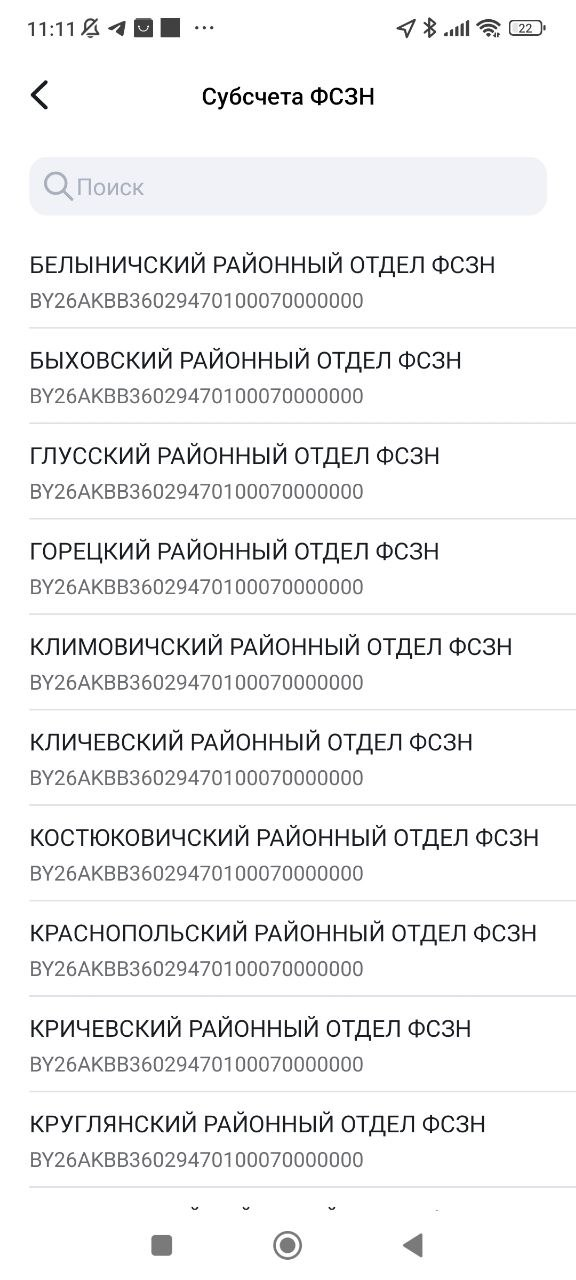 11:11 ... 22
Субсчета ФСЗН
Поиск
БЕЛЫНИЧСКИЙ РАЙОННЫЙ ОТДЕЛ ФСЗН
BY26AKBB36029470100070000000
БЫХОВСКИЙ РАЙОННЫЙ ОТДЕЛ ФСЗН
BY26AKBB36029470100070000000
ГЛУССКИЙ РАЙОННЫЙ ОТДЕЛ ФСЗН
BY26AKBB36029470100070000000
ГОРЕЦКИЙ РАЙОННЫЙ ОТДЕЛ ФСЗН
BY26AKBB36029470100070000000
КЛИМОВИЧСКИЙ РАЙОННЫЙ ОТДЕЛ ФСЗН
BY26AKBB36029470100070000000
КЛИЧЕВСКИЙ РАЙОННЫЙ ОТДЕЛ ФСЗН
BY26AKBB36029470100070000000
КОСТЮКОВИЧСКИЙ РАЙОННЫЙ ОТДЕЛ ФСЗН
BY26AKBB36029470100070000000
КРАСНОПОЛЬСКИЙ РАЙОННЫЙ ОТДЕЛ ФСЗН
BY26AKBB36029470100070000000
КРИЧЕВСКИЙ РАЙОННЫЙ ОТДЕЛ ФСЗН
BY26AKBB36029470100070000000
КРУГЛЯНСКИЙ РАЙОННЫЙ ОТДЕЛ ФСЗН
BY26AKBB36029470100070000000